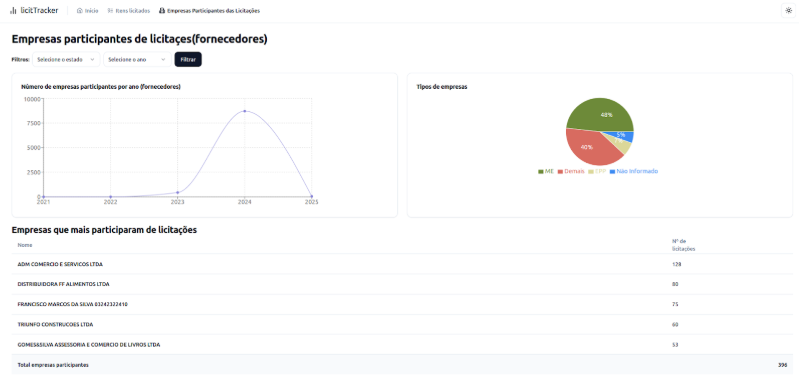 licitTracker
Início
Itens licitados
Empresas Participantes das Licitações
Empresas participantes de licitaçes(fornecedores)
Filtros:
Selecione o estado
Selecione o ano
Filtrar
Número de empresas participantes por ano (fornecedores)
10000
7500
5000
2500
0
2021
2022
2023
2024
2025
Tipos de empresas
48%
5%
40%
ME
Demais
EPP
Não Informado
Empresas que mais participaram de licitações
Nome
Nº de
licitações
ADM COMERCIO E SERVICOS LTDA
128
DISTRIBUIDORA FF ALIMENTOS LTDA
80
FRANCISCO MARCOS DA SILVA 03242322410
75
TRIUNFO CONSTRUCOES LTDA
60
GOMES&SILVA ASSESSORIA E COMERCIO DE LIVROS LTDA
53
Total empresas participantes
396